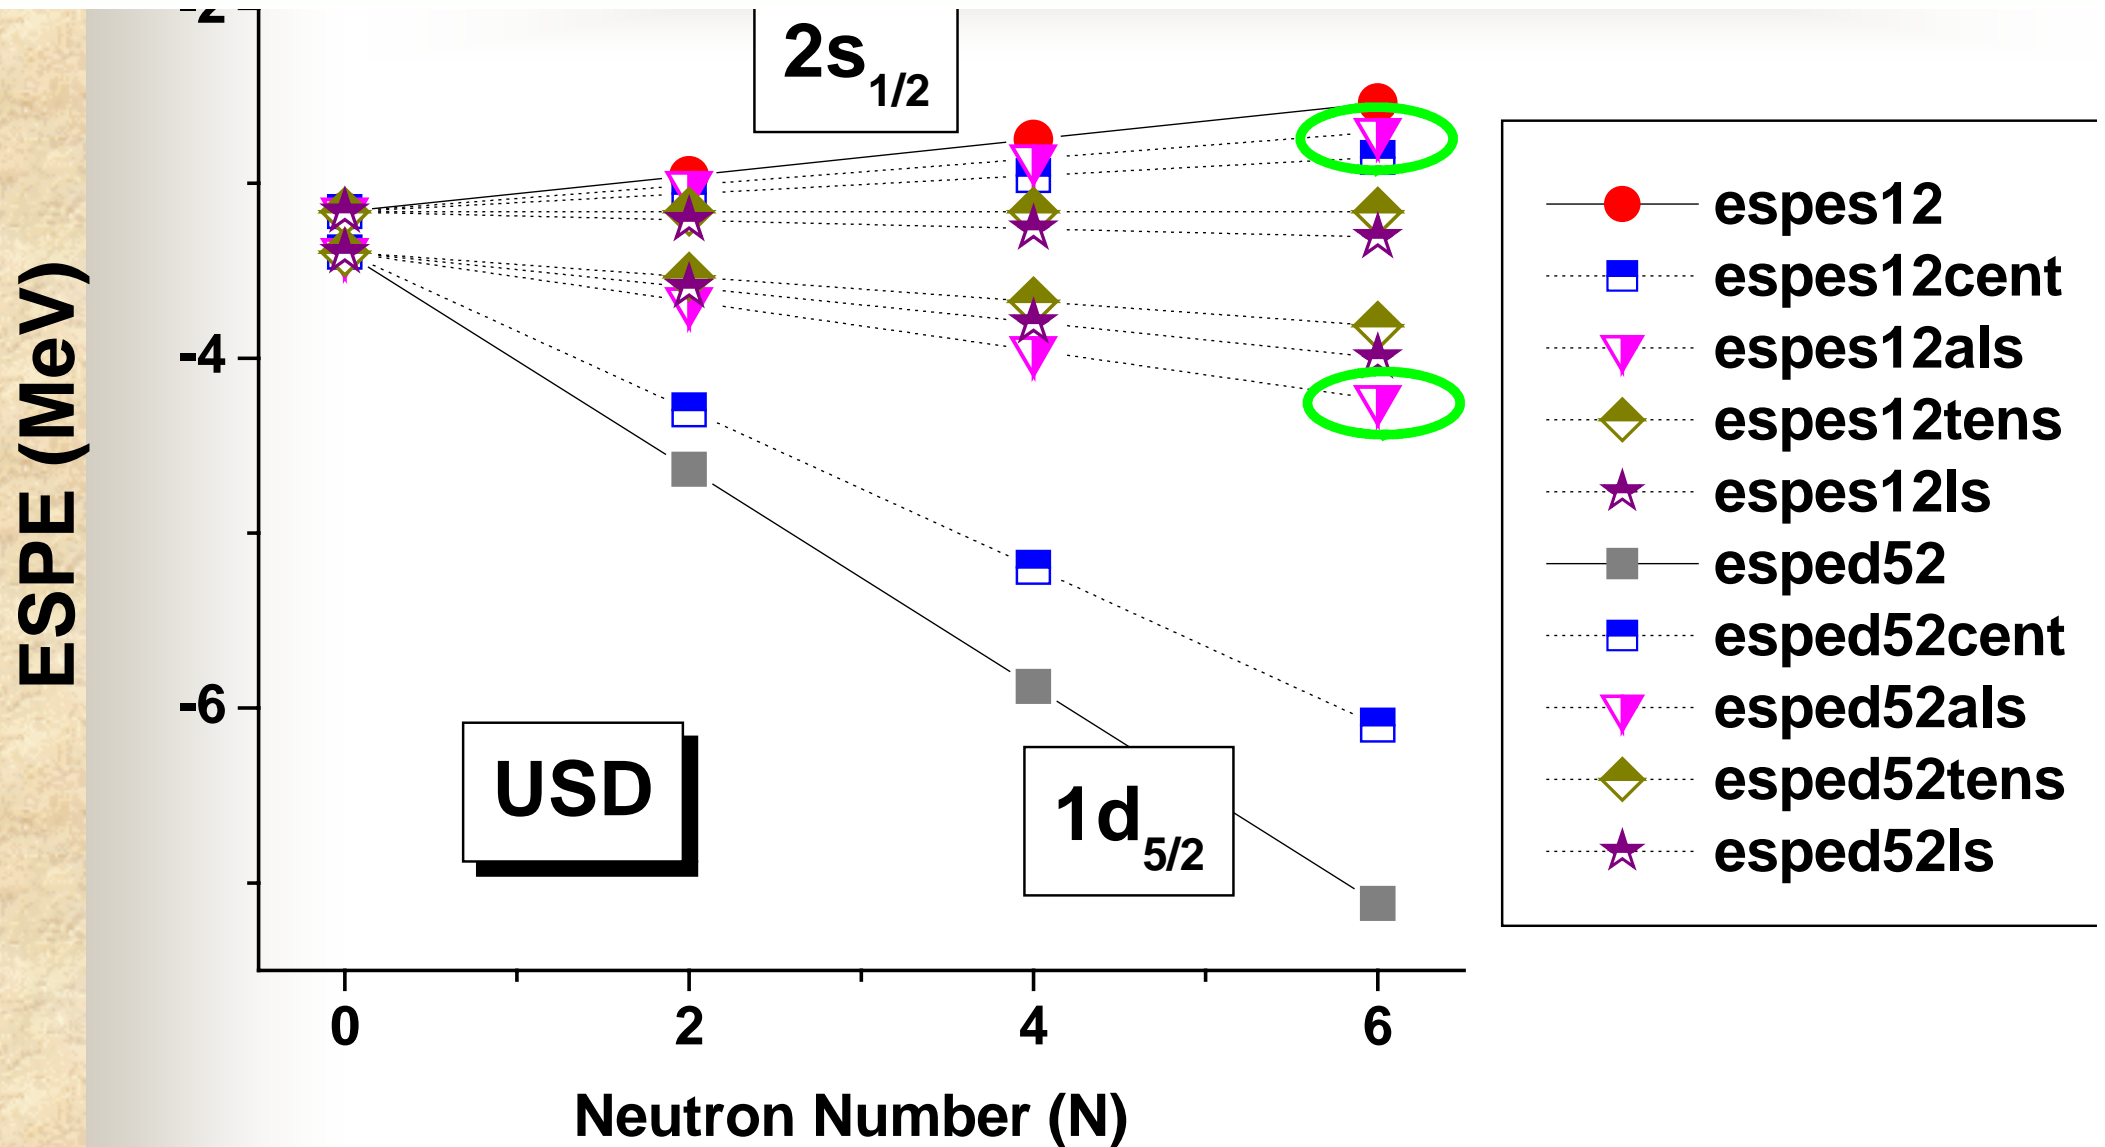 -2
2s1/2
espes12
espes12cent
espes12als
espes12tens
espes12ls
esped52
esped52cent
esped52als
esped52tens
esped52ls
ESPE (MeV)
-4
-6
USD
1d5/2
0 2 4 6
Neutron Number (N)